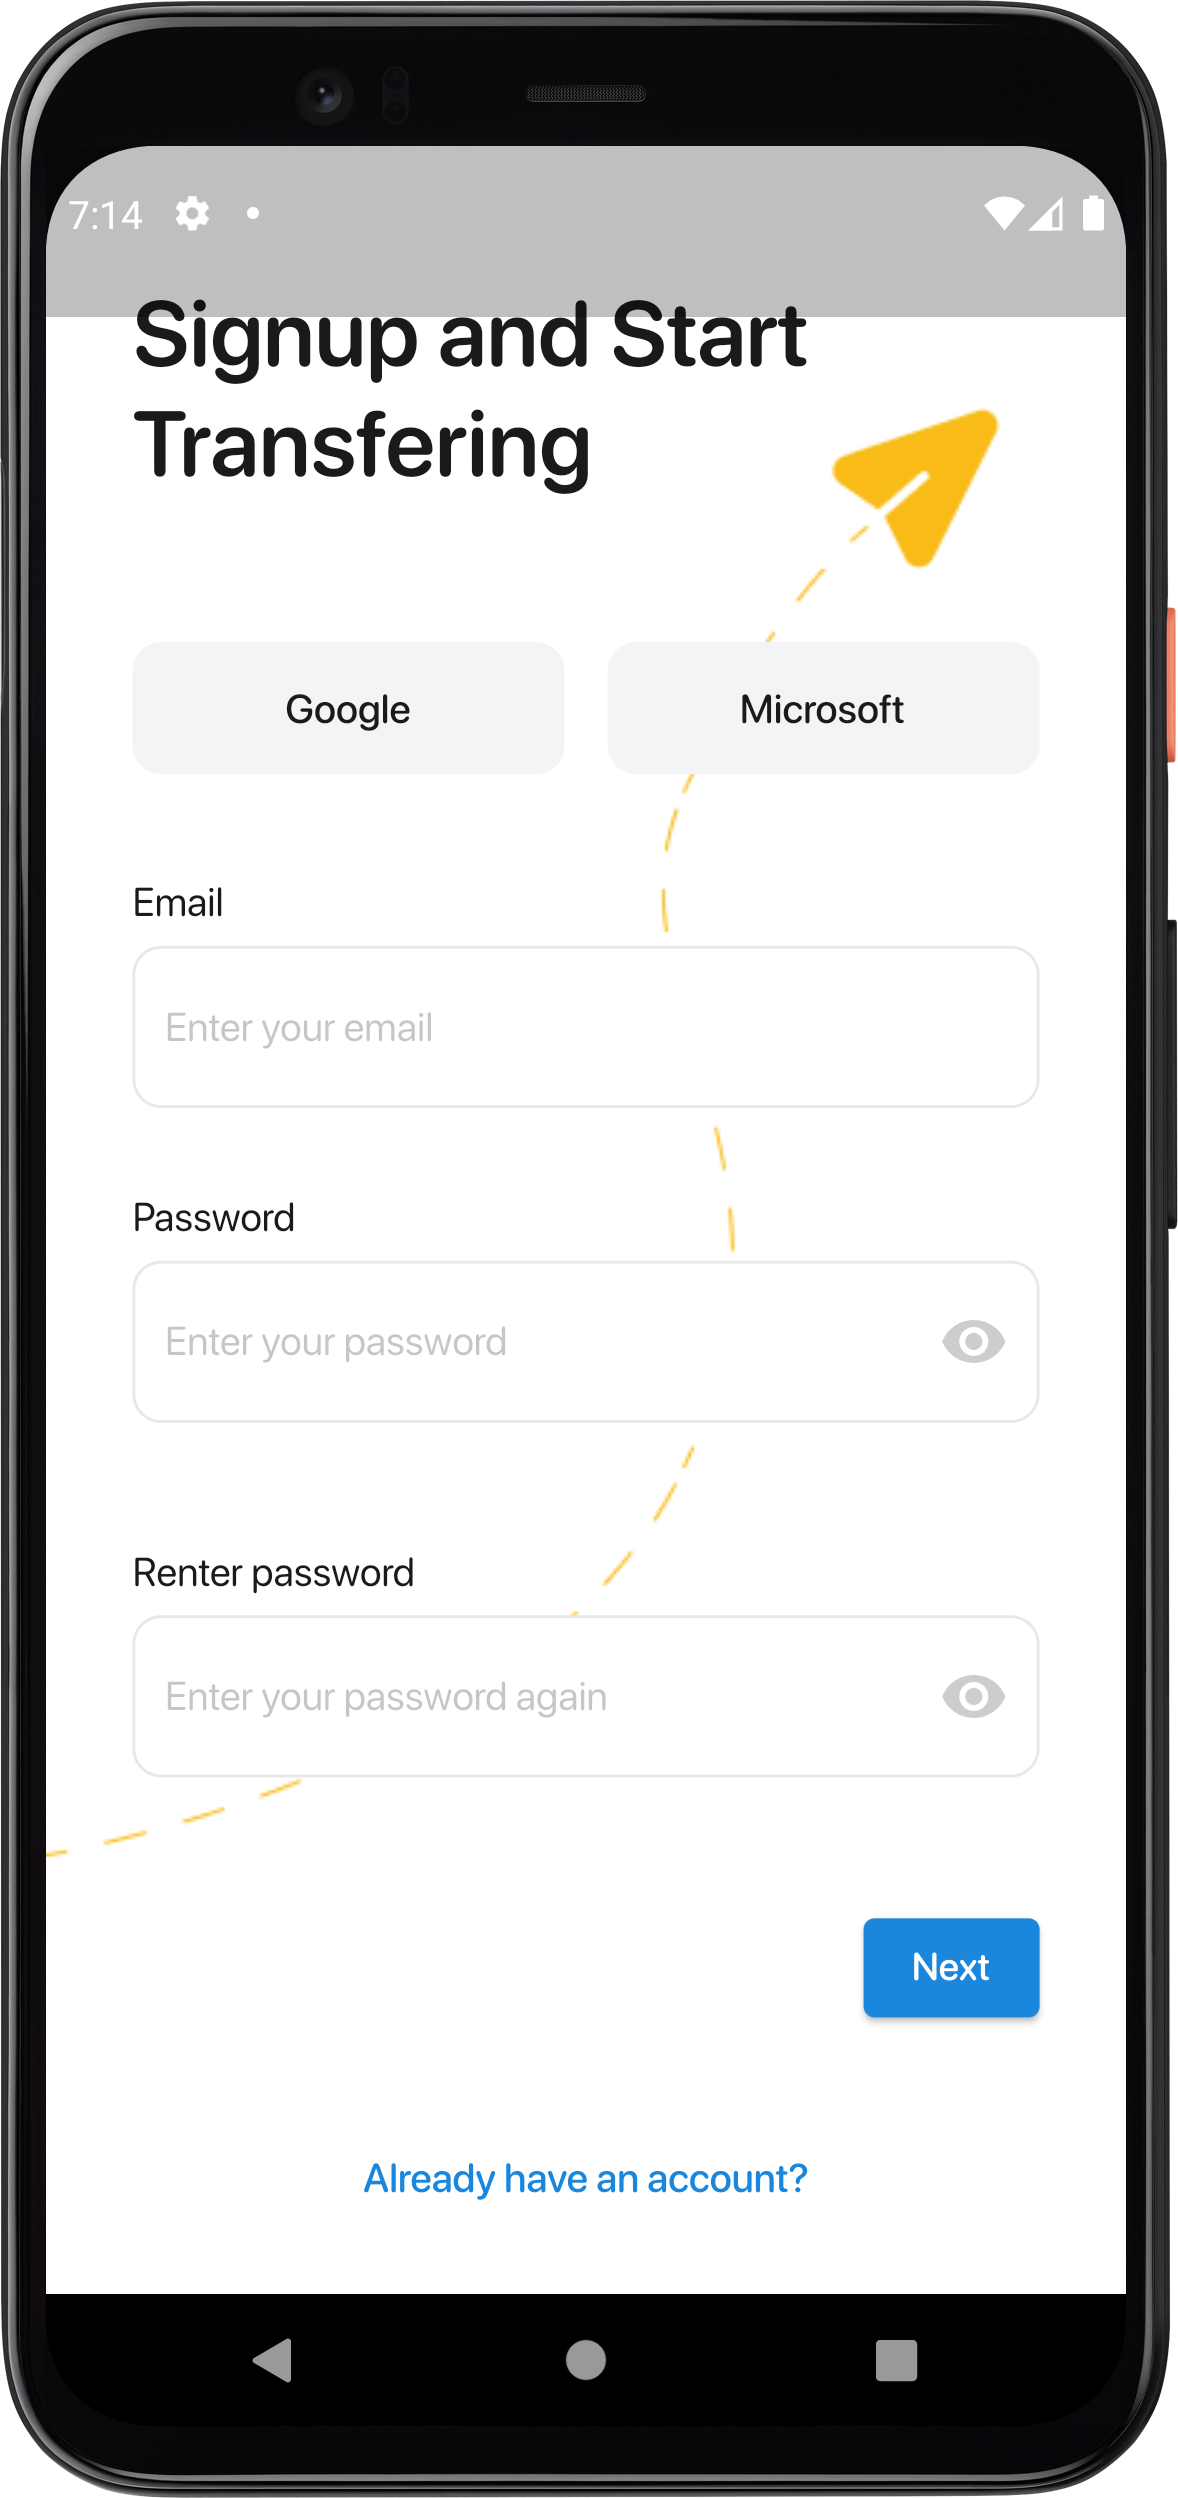 7:14
Signup and Start
Transfering
Google
Microsoft
Email
Enter your email
Password
Enter your password
Renter password
Enter your password again
Next
Already have an account?